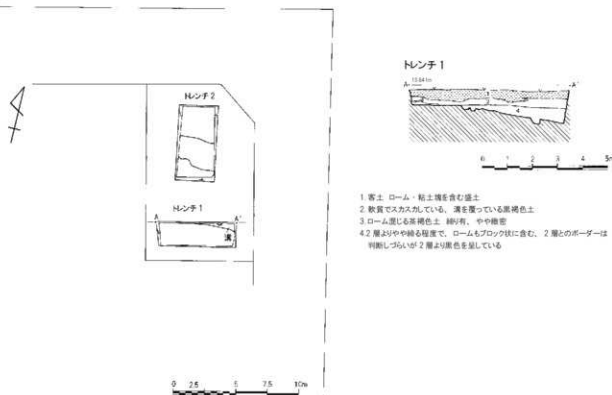 トレンチ 2
トレンチ 1
A
A'
溝
0 2.5 5 7.5 10m
トレンチ 1
A
A'
1
4
0 1 2 3 4 5m
1. 客土 ローム・粘土塊を含む盛土
2. 軟質でスカスカしている、溝を覆っている黒褐色土
3. ローム混じる茶褐色土 締り有、やや緻密
4. 2 層よりやや締る程度で、ロームもブロック状に含む、2 層とのボーダーは
判断しづらいが 2 層より黒色を呈している